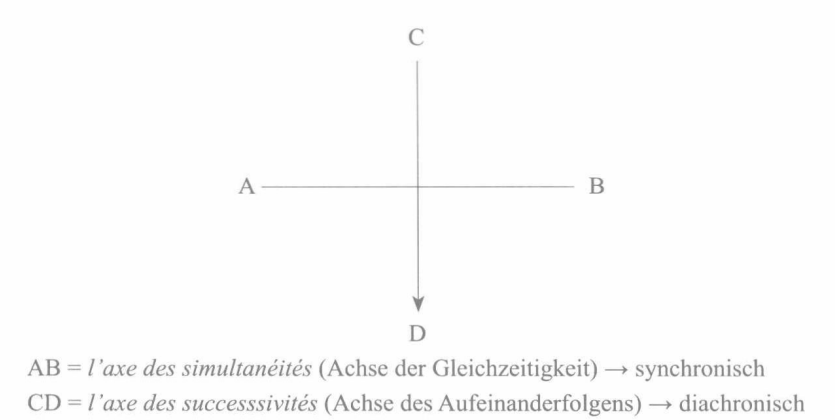 C
A B
D
AB = l'axe des simultanéités (Achse der Gleichzeitigkeit) → synchronisch
CD = l'axe des successsivités (Achse des Aufeinanderfolgens) → diachronisch